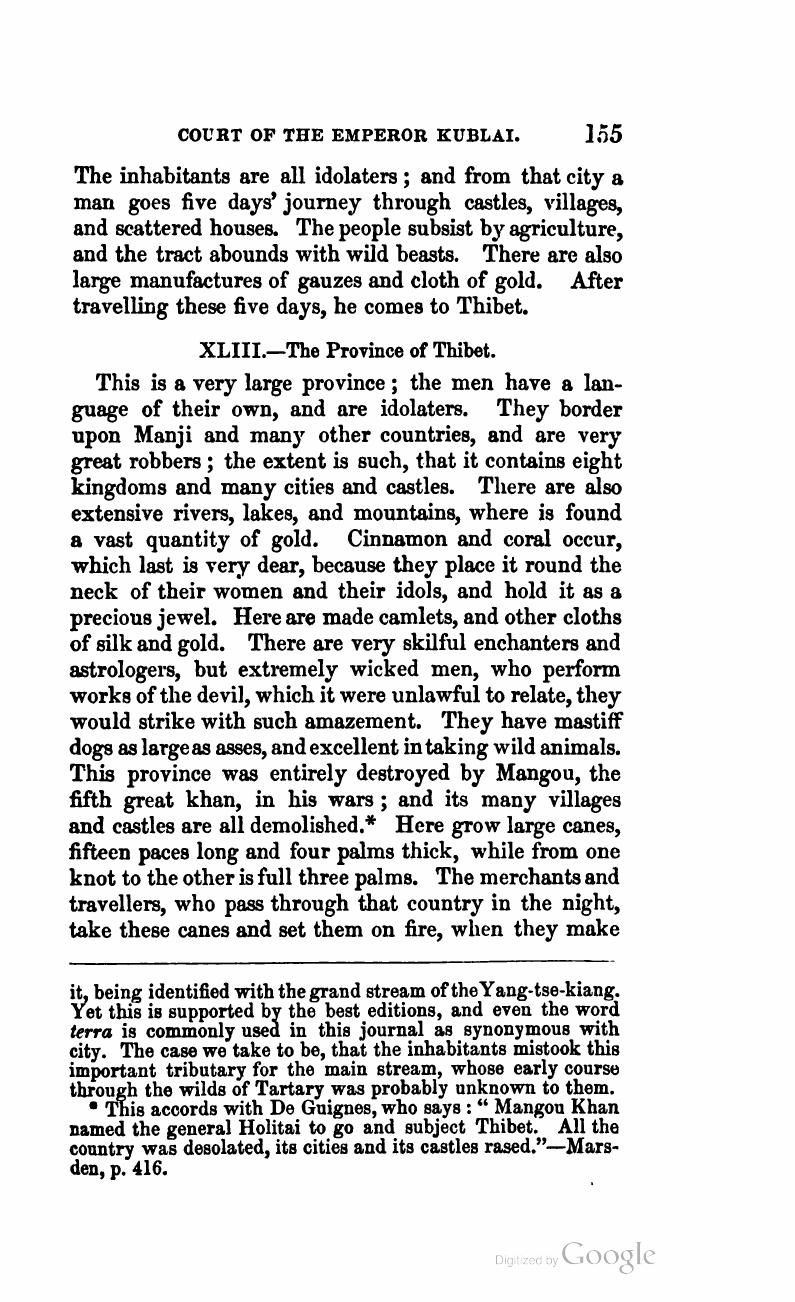 COURT OF THE EMPEROR KUBLAI. 155
The inhabitants are all idolaters ; and from that city a
man goes five days' journey through castles, villages,
and scattered houses. The people subsist by agriculture,
and the tract abounds with wild beasts. There are also
large manufactures of gauzes and cloth of gold. After
travelling these five days, he comes to Thibet.
XLIII.—The Province of Thibet.
This is a very large province ; the men have a lan-
guage of their own, and are idolaters. They border
upon Manji and many other countries, and are very
great robbers ; the extent is such, that it contains eight
kingdoms and many cities and castles. There are also
extensive rivers, lakes, and mountains, where is found
a vast quantity of gold. Cinnamon and coral occur,
which last is very dear, because they place it round the
neck of their women and their idols, and hold it as a
precious jewel. Here are made camlets, and other cloths
of silk and gold. There are very skilful enchanters and
astrologers, but extremely wicked men, who perform
works of the devil, which it were unlawful to relate, they
would strike with such amazement. They have mastiff
dogs as large as asses, and excellent in taking wild animals.
This province was entirely destroyed by Mangou, the
fifth great khan, in his wars ; and its many villages
and castles are all demolished.* Here grow large canes,
fifteen paces long and four palms thick, while from one
knot to the other is full three palms. The merchants and
travellers, who pass through that country in the night,
take these canes and set them on fire, when they make
it, being identified with the grand stream of the Yang-tse-kiang.
Yet this is supported by the best editions, and even the word
terra is commonly used in this journal as synonymous with
city. The case we take to be, that the inhabitants mistook this
important tributary for the main stream, whose early course
through the wilds of Tartary was probably unknown to them.
* This accords with De Guignes, who says : “ Mangou Khan
named the general Holitai to go and subject Thibet. All the
country was desolated, its cities and its castles rased.”—Mars-
den, p. 416.
Digitized by Google